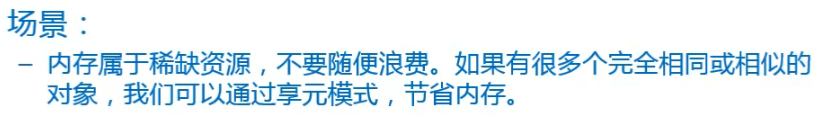 场景：
– 内存属于稀缺资源，不要随便浪费。如果有很多个完全相同或相似的
对象，我们可以通过享元模式，节省内存。